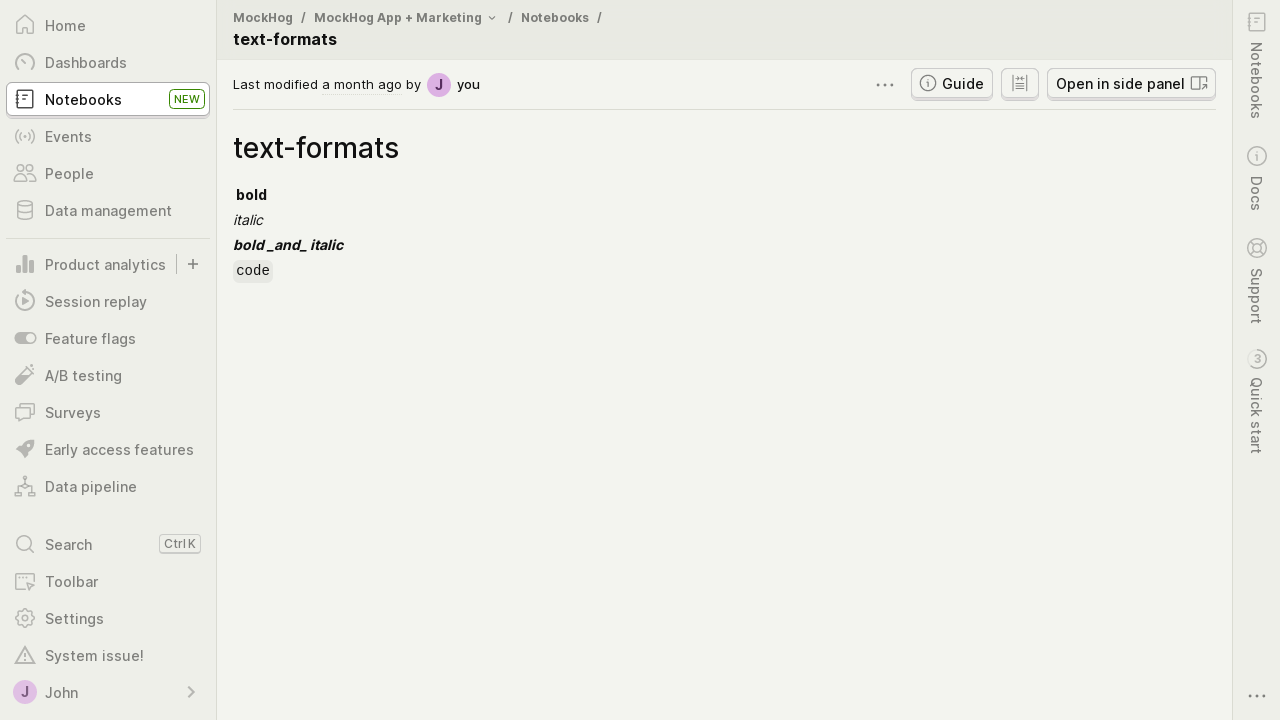 Home
Dashboards
Notebooks NEW
Events
People
Data management
Product analytics
Session replay
Feature flags
A/B testing
Surveys
Early access features
Data pipeline
Search Ctrl K
Toolbar
Settings
System issue!
J John
MockHog / MockHog App + Marketing / Notebooks /
text-formats
Last modified a month ago by J you
Guide
Open in side panel
text-formats
bold
italic
bold _and_ italic
code
Notebooks
Docs
Support
3 Quick start